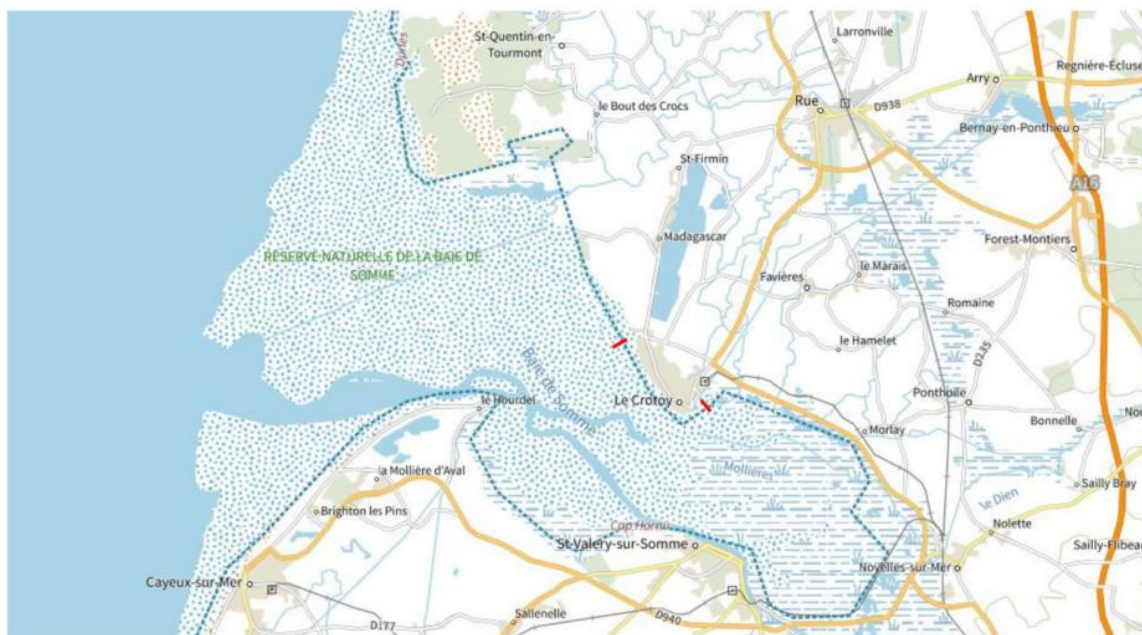 Larronville
St-Quentin-en-
Tourmont
Dunes
Regnière-Écluse
Arry
Rue
D938
le Bout des Crocs
Bernay-en-Ponthieu
St-Firmin
A16
Madagascar
Forest-Montiers
RÉSERVE NATURELLE DE LA BAIE DE
SOMME
le Marais
Favières
Romaine
le Hamelet
D235
Baie de Somme
le Hourdel
Le Crotoy
Ponthoile
Bonnelle
Morlay
Mollières
la Mollière d'Aval
Sailly Bray
le Dien
Brighton les Pins
Cap Hornu
Nolette
St-Valery-sur-Somme
Noyelles-sur-Mer
Cayeux-sur-Mer
Sallenelle
D940
D177